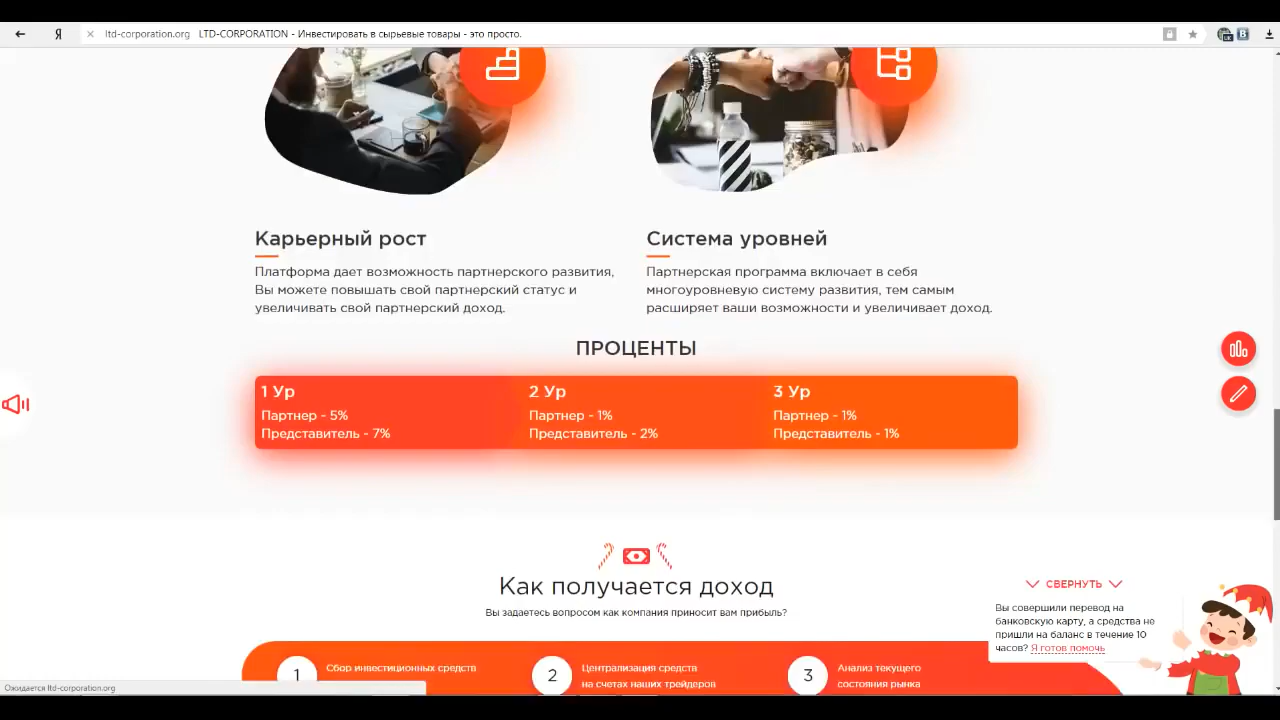 ltd-corporation.org LTD-CORPORATION - Инвестировать в сырьевые товары - это просто.
Карьерный рост
Платформа дает возможность партнерского развития,
Вы можете повышать свой партнерский статус и
увеличивать свой партнерский доход.
Система уровней
Партнерская программа включает в себя
многоуровневую систему развития, тем самым
расширяет ваши возможности и увеличивает доход.
ПРОЦЕНТЫ
1 Ур
Партнер - 5%
Представитель - 7%
2 Ур
Партнер - 1%
Представитель - 2%
3 Ур
Партнер - 1%
Представитель - 1%
Как получается доход
Вы задаетесь вопросом как компания приносит вам прибыль?
СВЕРНУТЬ
Вы совершили перевод на
банковскую карту, а средства не
пришли на баланс в течение 10
часов? Я готов помочь
1 Сбор инвестиционных средств
2 Централизация средств
на счетах наших трейдеров
3 Анализ текущего
состояния рынка
Ожидается ltd-corporation.org